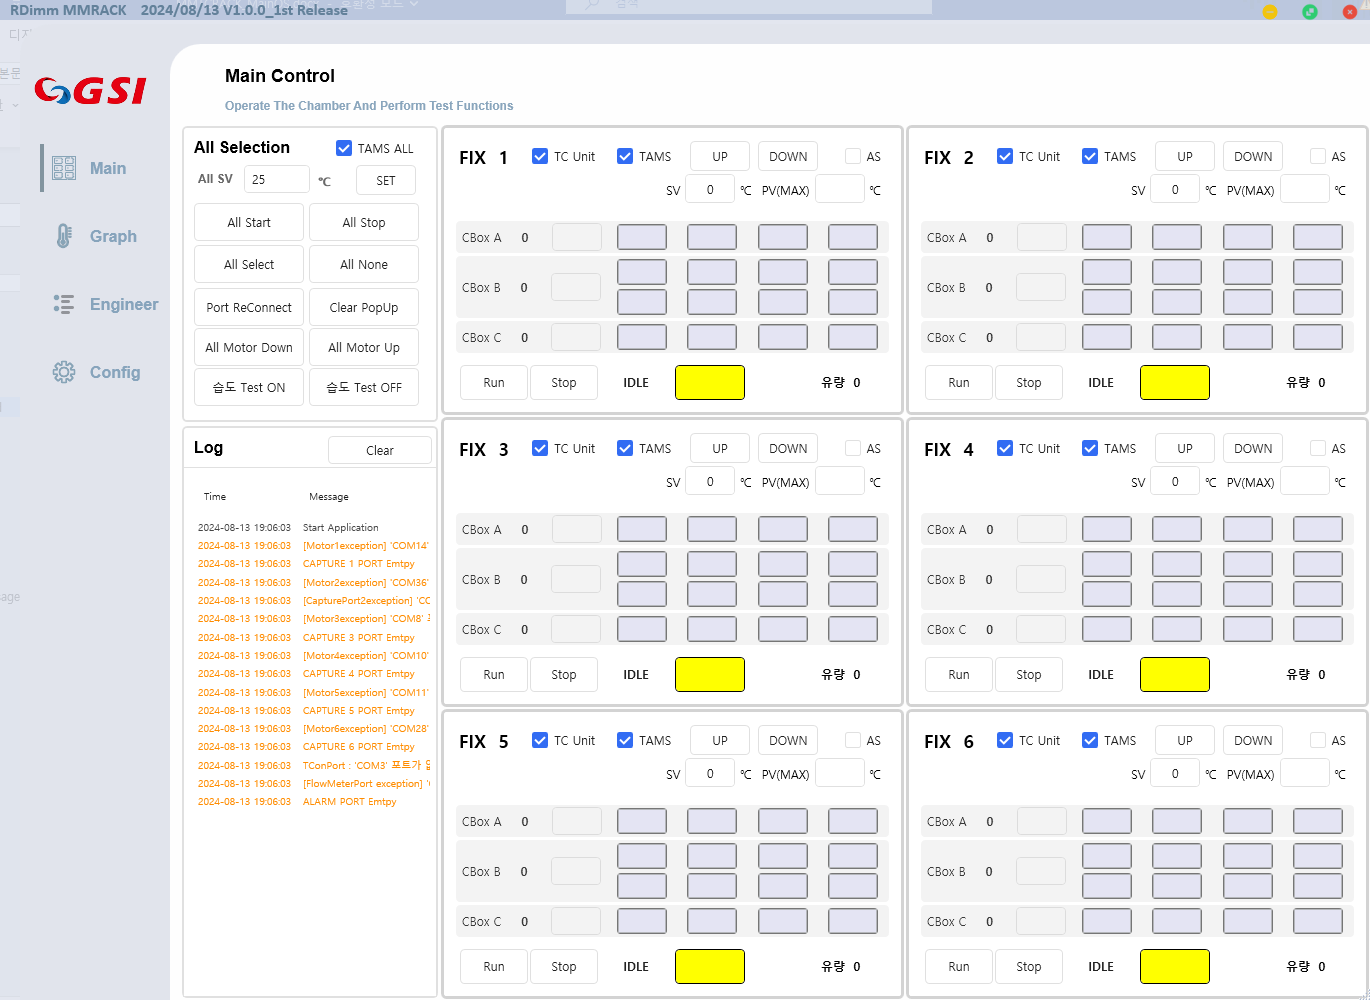 RDimm MMRACK 2024/08/13 V1.0.0_1st Release
GSI
Main Control
Operate The Chamber And Perform Test Functions
Main
Graph
Engineer
Config
All Selection TAMS ALL
All SV 25 ℃ SET
All Start All Stop
All Select All None
Port ReConnect Clear PopUp
All Motor Down All Motor Up
습도 Test ON 습도 Test OFF
Log Clear
Time Message
2024-08-13 19:06:03 Start Application
2024-08-13 19:06:03 [Motor1exception] 'COM14'
2024-08-13 19:06:03 CAPTURE 1 PORT Emtpy
2024-08-13 19:06:03 [Motor2exception] 'COM36'
2024-08-13 19:06:03 [CapturePort2exception] 'CC
2024-08-13 19:06:03 [Motor3exception] 'COM8'
2024-08-13 19:06:03 CAPTURE 3 PORT Emtpy
2024-08-13 19:06:03 [Motor4exception] 'COM10'
2024-08-13 19:06:03 CAPTURE 4 PORT Emtpy
2024-08-13 19:06:03 [Motor5exception] 'COM11'
2024-08-13 19:06:03 CAPTURE 5 PORT Emtpy
2024-08-13 19:06:03 [Motor6exception] 'COM28'
2024-08-13 19:06:03 CAPTURE 6 PORT Emtpy
2024-08-13 19:06:03 TConPort : 'COM3' 포트가
2024-08-13 19:06:03 [FlowMeterPort exception]
2024-08-13 19:06:03 ALARM PORT Emtpy
FIX 1 TC Unit TAMS UP DOWN AS
SV 0 ℃ PV(MAX) ℃
CBox A 0
CBox B 0
CBox C 0
Run Stop IDLE 유량 0
FIX 2 TC Unit TAMS UP DOWN AS
SV 0 ℃ PV(MAX) ℃
CBox A 0
CBox B 0
CBox C 0
Run Stop IDLE 유량 0
FIX 3 TC Unit TAMS UP DOWN AS
SV 0 ℃ PV(MAX) ℃
CBox A 0
CBox B 0
CBox C 0
Run Stop IDLE 유량 0
FIX 4 TC Unit TAMS UP DOWN AS
SV 0 ℃ PV(MAX) ℃
CBox A 0
CBox B 0
CBox C 0
Run Stop IDLE 유량 0
FIX 5 TC Unit TAMS UP DOWN AS
SV 0 ℃ PV(MAX) ℃
CBox A 0
CBox B 0
CBox C 0
Run Stop IDLE 유량 0
FIX 6 TC Unit TAMS UP DOWN AS
SV 0 ℃ PV(MAX) ℃
CBox A 0
CBox B 0
CBox C 0
Run Stop IDLE 유량 0